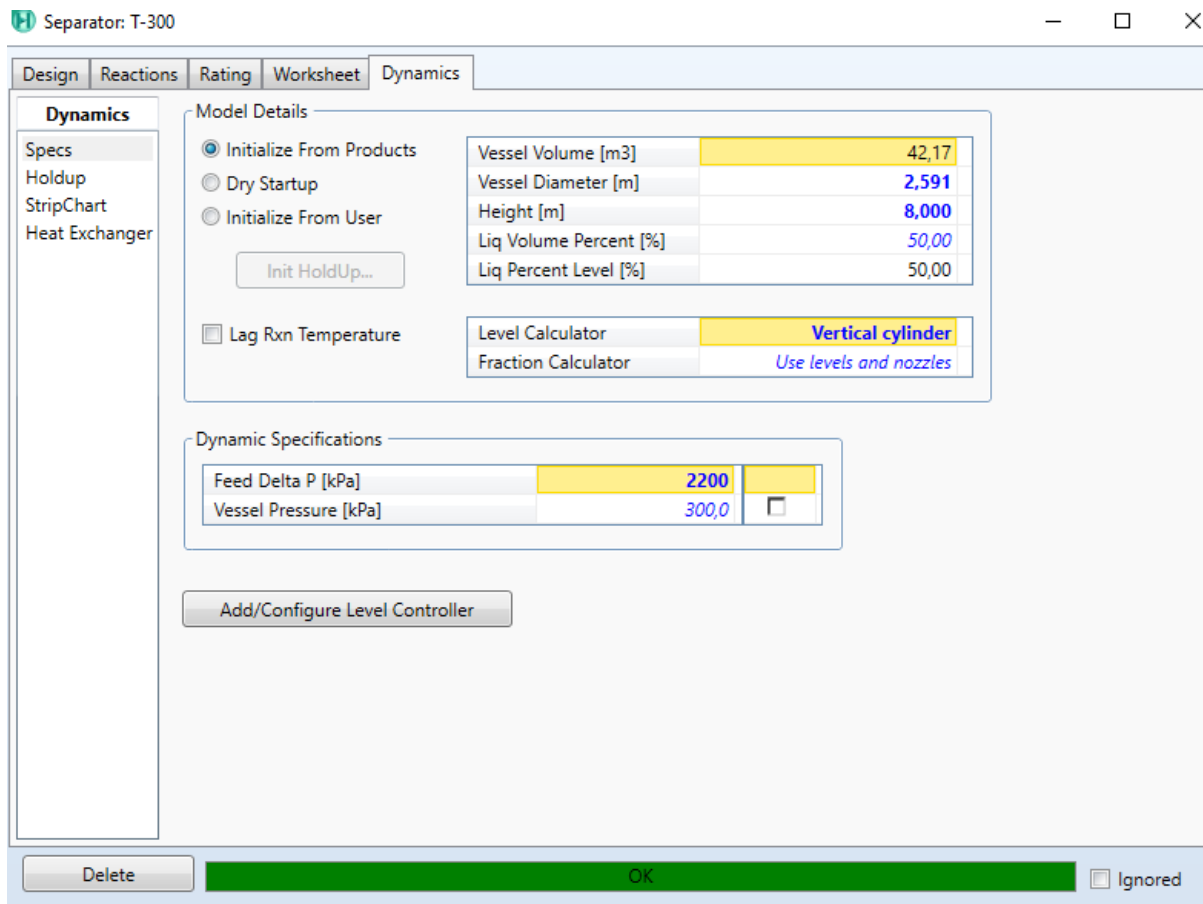 Separator: T-300
Design Reactions Rating Worksheet Dynamics
Dynamics
Specs
Holdup
StripChart
Heat Exchanger
Model Details
Initialize From Products
Dry Startup
Initialize From User
Init HoldUp...
Lag Rxn Temperature
Vessel Volume [m3] 42,17
Vessel Diameter [m] 2,591
Height [m] 8,000
Liq Volume Percent [%] 50,00
Liq Percent Level [%] 50,00
Level Calculator Vertical cylinder
Fraction Calculator Use levels and nozzles
Dynamic Specifications
Feed Delta P [kPa] 2200
Vessel Pressure [kPa] 300,0
Add/Configure Level Controller
Delete OK Ignored